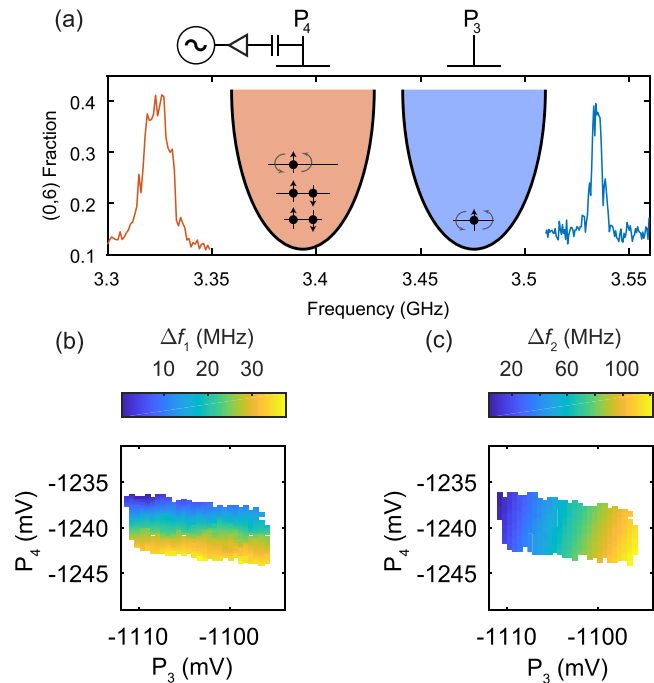 (a)
P4
P3
(0,6) Fraction
0.4
0.3
0.2
0.1
3.3
3.35
3.4
3.45
3.5
3.55
Frequency (GHz)
(b)
Δf1 (MHz)
10
20
30
P4 (mV)
-1235
-1240
-1245
-1110
-1100
P3 (mV)
(c)
Δf2 (MHz)
20
60
100
P4 (mV)
-1235
-1240
-1245
-1110
-1100
P3 (mV)